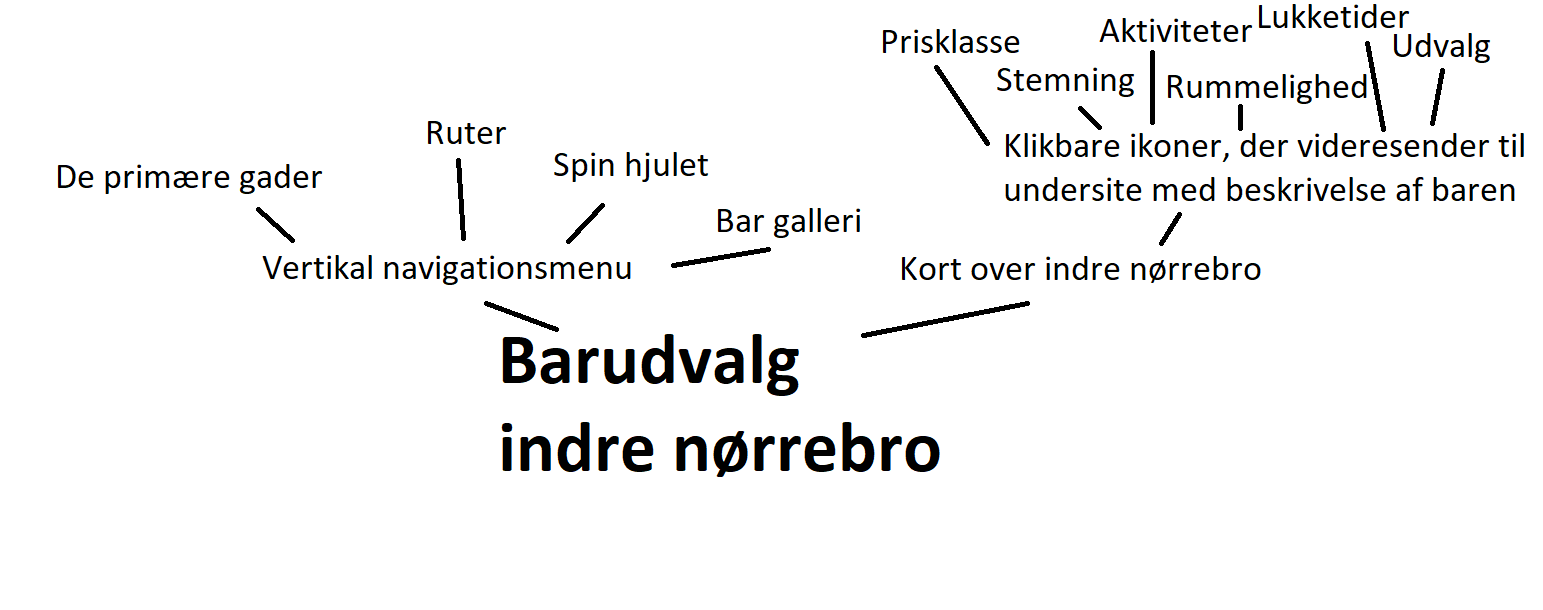 Lukketider
Aktiviteter
Prisklasse
Udvalg
Stemning
Rummelighed
Ruter
Klikbare ikoner, der videresender til
undersite med beskrivelse af baren
Spin hjulet
De primære gader
Bar galleri
Vertikal navigationsmenu
Kort over indre nørrebro
Barudvalg
indre nørrebro